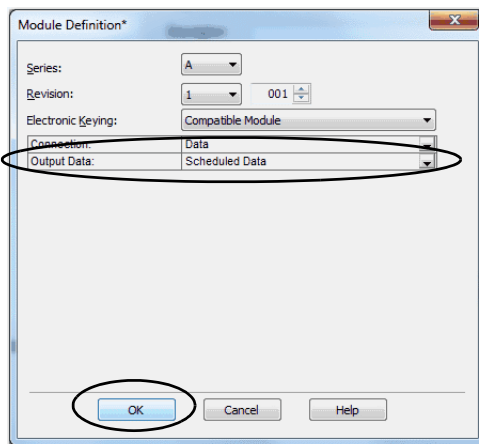 Module Definition*
Series: A
Revision: 1 001
Electronic Keying: Compatible Module
Connection: Data
Output Data: Scheduled Data
OK Cancel Help